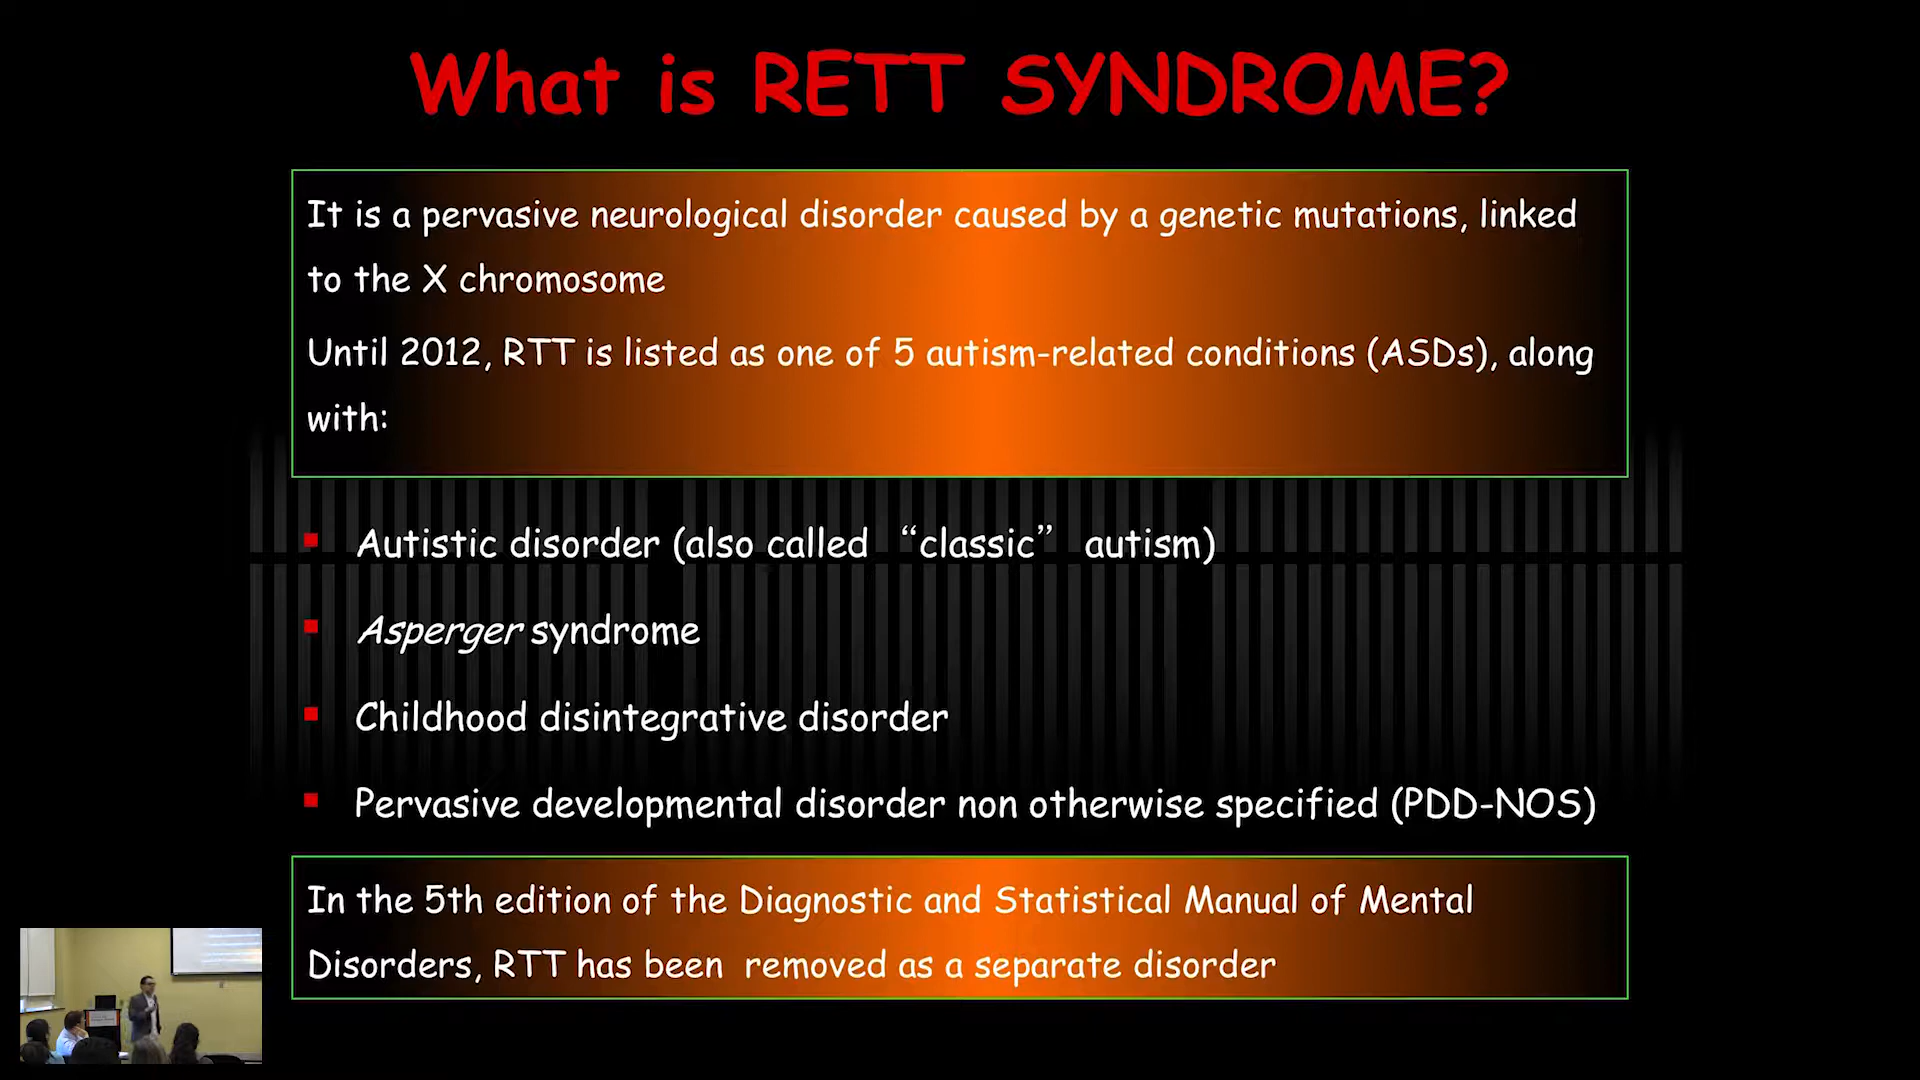 What is RETT SYNDROME?
It is a pervasive neurological disorder caused by a genetic mutations, linked
to the X chromosome
Until 2012, RTT is listed as one of 5 autism-related conditions (ASDs), along
with:
Autistic disorder (also called “classic” autism)
Asperger syndrome
Childhood disintegrative disorder
Pervasive developmental disorder non otherwise specified (PDD-NOS)
In the 5th edition of the Diagnostic and Statistical Manual of Mental
Disorders, RTT has been removed as a separate disorder